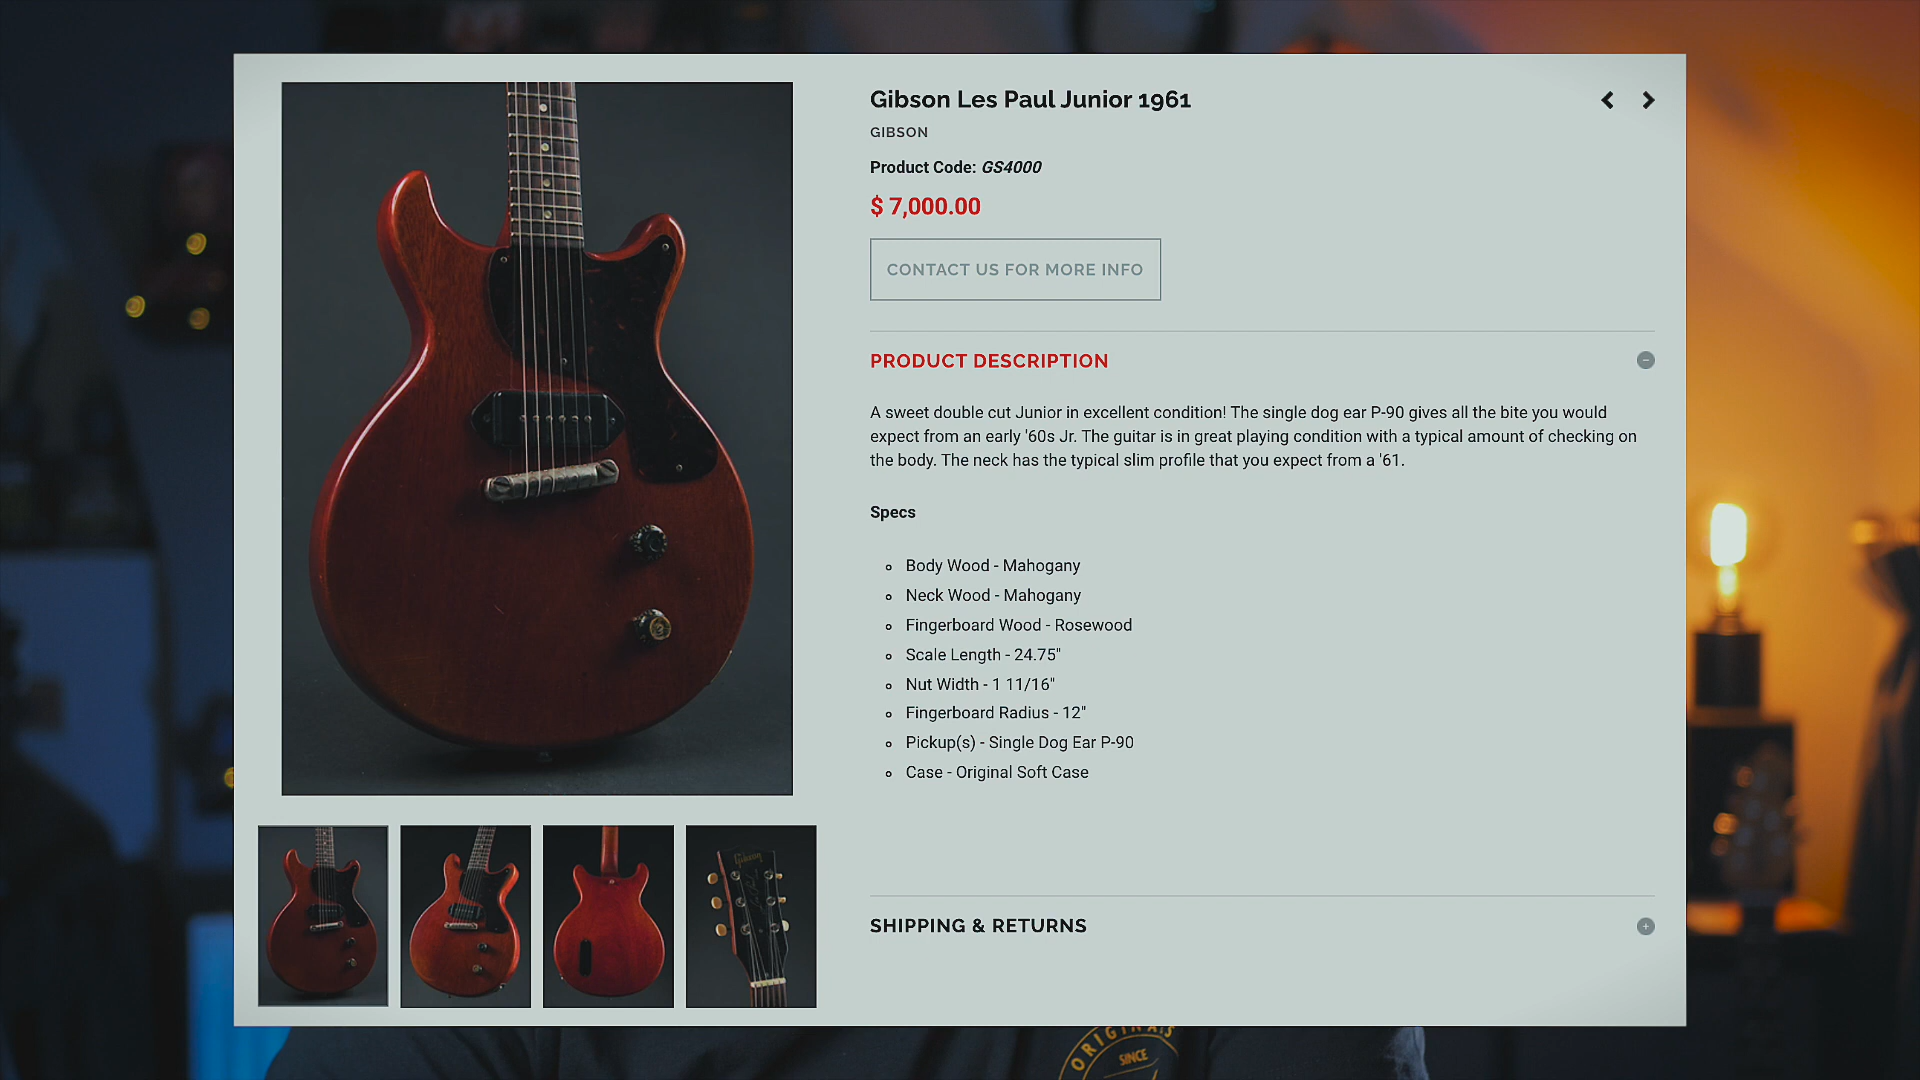 Gibson Les Paul Junior 1961
GIBSON
Product Code: GS4000
$ 7,000.00
CONTACT US FOR MORE INFO
PRODUCT DESCRIPTION
A sweet double cut Junior in excellent condition! The single dog ear P-90 gives all the bite you would
expect from an early '60s Jr. The guitar is in great playing condition with a typical amount of checking on
the body. The neck has the typical slim profile that you expect from a '61.
Specs
Body Wood - Mahogany
Neck Wood - Mahogany
Fingerboard Wood - Rosewood
Scale Length - 24.75"
Nut Width - 1 11/16"
Fingerboard Radius - 12"
Pickup(s) - Single Dog Ear P-90
Case - Original Soft Case
Gibson
SHIPPING & RETURNS
ORIGINALS
SINCE